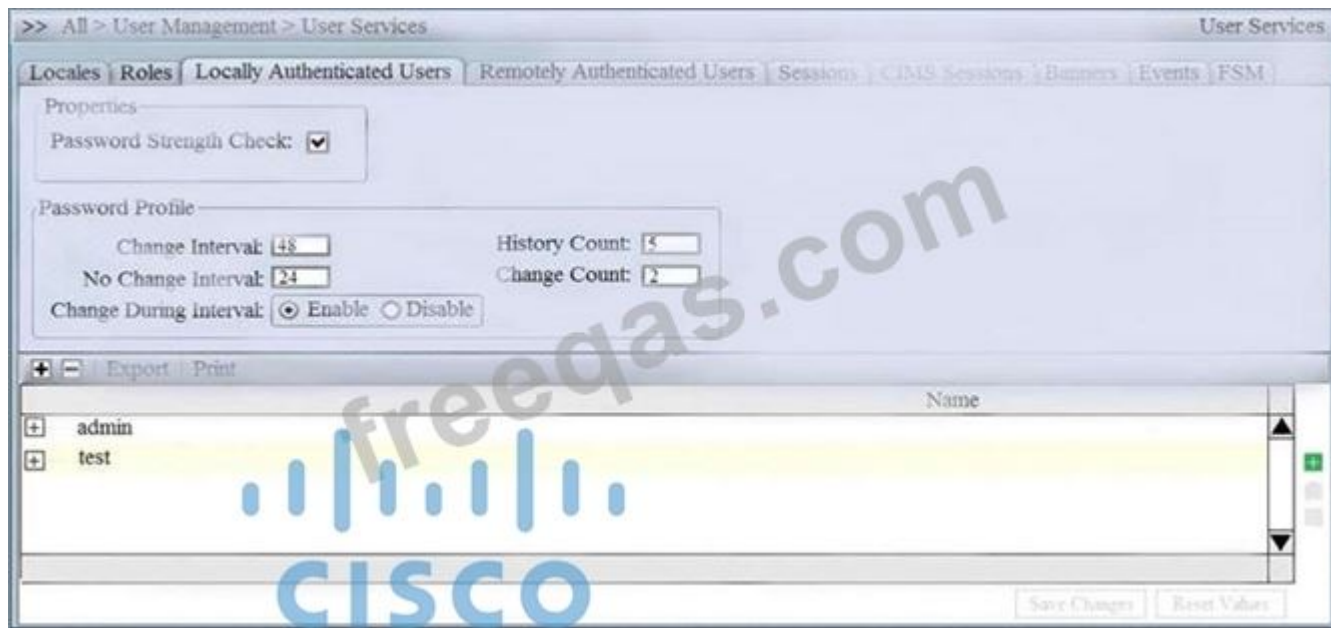 >> All > User Management > User Services User Services
Locales Roles Locally Authenticated Users Remotely Authenticated Users Sessions CIMS Sessions Banners Events FSM
Properties
Password Strength Check:
Password Profile
Change Interval: 48 History Count: 5
No Change Interval: 24 Change Count: 2
Change During Interval: Enable Disable
Export Print
Name
admin
test
Save Changes Reset Values
freeqas.com
CISCO